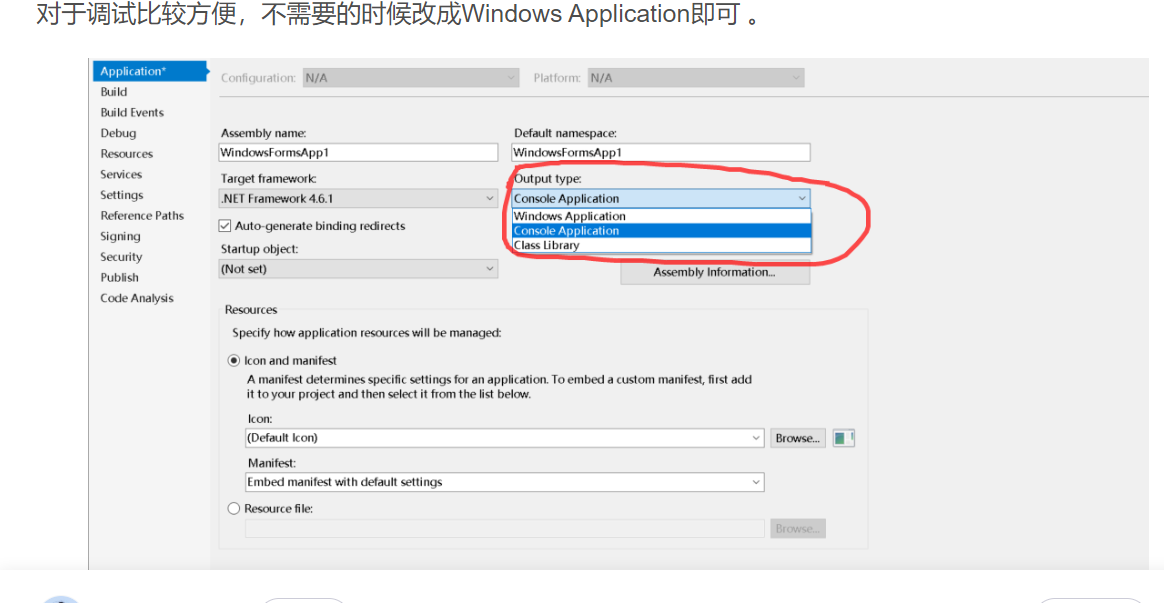 对于调试比较方便，不需要的时候改成Windows Application即可 。
Application*
Configuration: N/A Platform: N/A
Build
Build Events
Debug
Resources
Services
Settings
Reference Paths
Signing
Security
Publish
Code Analysis
Assembly name: Default namespace:
WindowsFormsApp1 WindowsFormsApp1
Target framework: Output type:
.NET Framework 4.6.1 Console Application
Windows Application
Auto-generate binding redirects Console Application
Startup object: Class Library
(Not set) Assembly Information...
Resources
Specify how application resources will be managed:
Icon and manifest
A manifest determines specific settings for an application. To embed a custom manifest, first add
it to your project and then select it from the list below.
Icon:
(Default Icon) Browse...
Manifest:
Embed manifest with default settings
Resource file:
Browse...